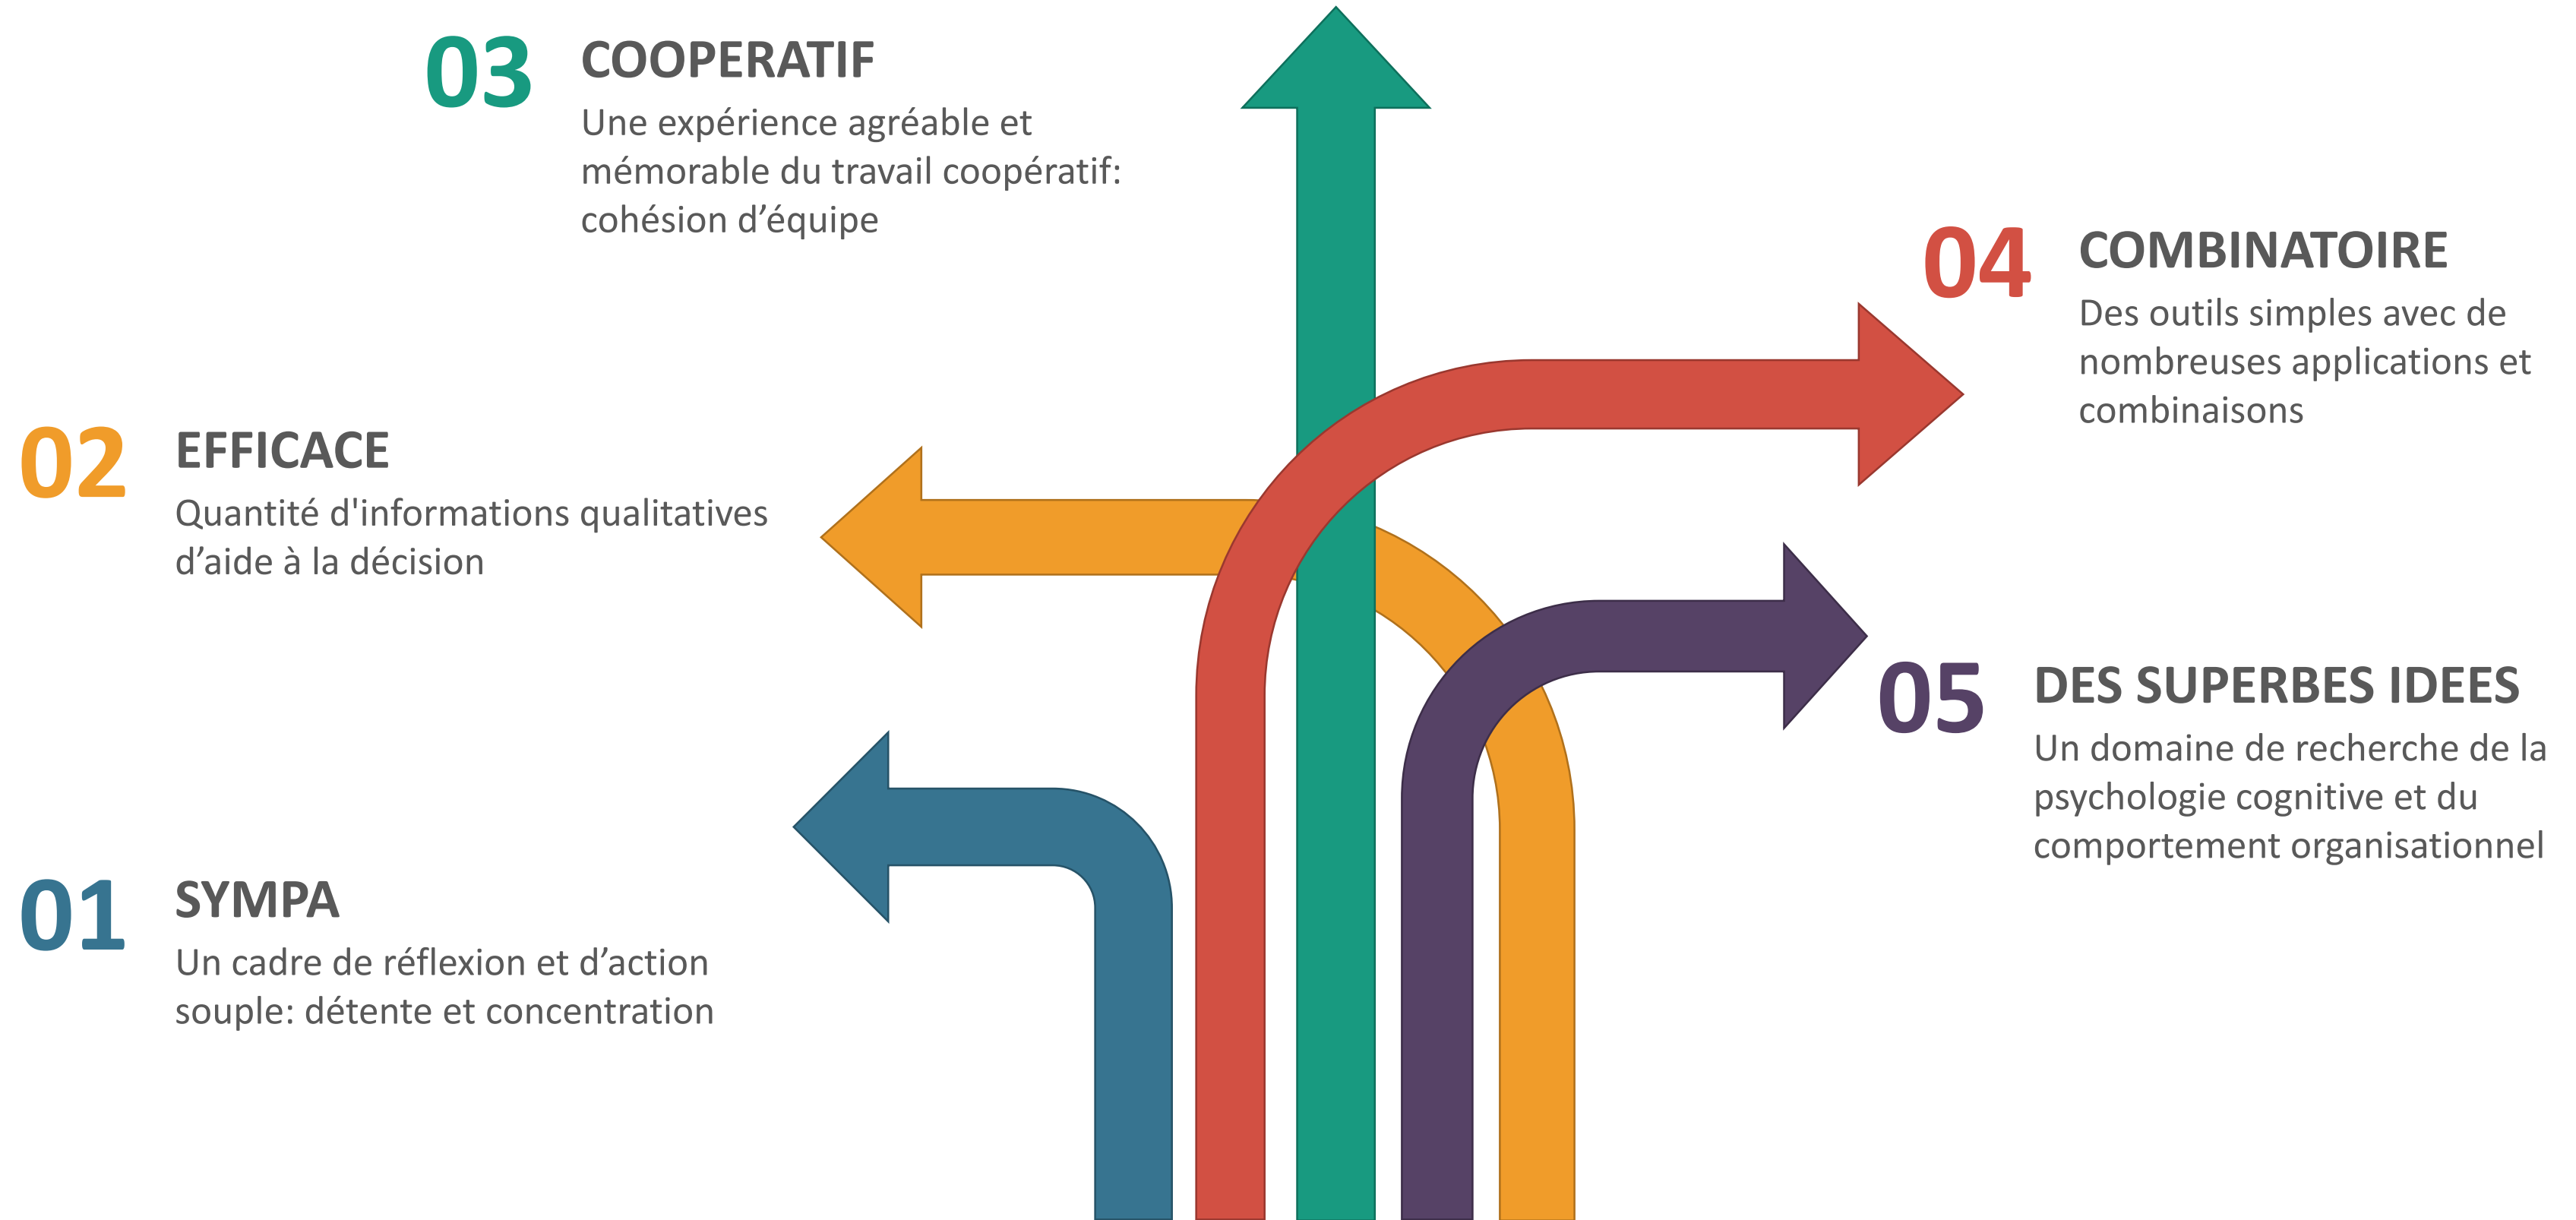 03
COOPERATIF
Une expérience agréable et
mémorable du travail coopératif:
cohésion d’équipe
04
COMBINATOIRE
Des outils simples avec de
nombreuses applications et
combinaisons
02
EFFICACE
Quantité d'informations qualitatives
d’aide à la décision
05
DES SUPERBES IDEES
Un domaine de recherche de la
psychologie cognitive et du
comportement organisationnel
01
SYMPA
Un cadre de réflexion et d’action
souple: détente et concentration